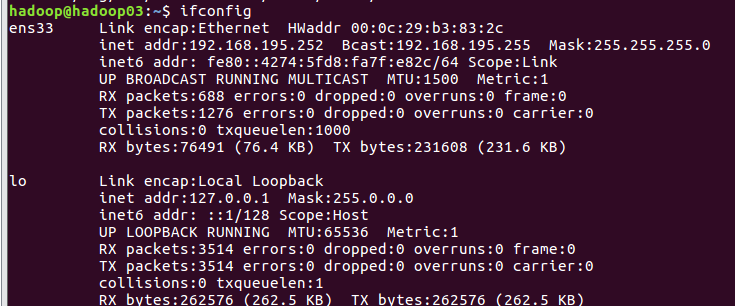 hadoop@hadoop03:~$ ifconfig
ens33     Link encap:Ethernet  HWaddr 00:0c:29:b3:83:2c
          inet addr:192.168.195.252  Bcast:192.168.195.255  Mask:255.255.255.0
          inet6 addr: fe80::4274:5fd8:fa7f:e82c/64 Scope:Link
          UP BROADCAST RUNNING MULTICAST  MTU:1500  Metric:1
          RX packets:688 errors:0 dropped:0 overruns:0 frame:0
          TX packets:1276 errors:0 dropped:0 overruns:0 carrier:0
          collisions:0 txqueuelen:1000
          RX bytes:76491 (76.4 KB)  TX bytes:231608 (231.6 KB)
lo        Link encap:Local Loopback
          inet addr:127.0.0.1  Mask:255.0.0.0
          inet6 addr: ::1/128 Scope:Host
          UP LOOPBACK RUNNING  MTU:65536  Metric:1
          RX packets:3514 errors:0 dropped:0 overruns:0 frame:0
          TX packets:3514 errors:0 dropped:0 overruns:0 carrier:0
          collisions:0 txqueuelen:1
          RX bytes:262576 (262.5 KB)  TX bytes:262576 (262.5 KB)